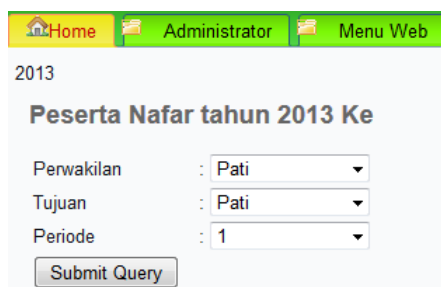 Home Administrator Menu Web
2013
Peserta Nafar tahun 2013 Ke
Perwakilan : Pati
Tujuan : Pati
Periode : 1
Submit Query